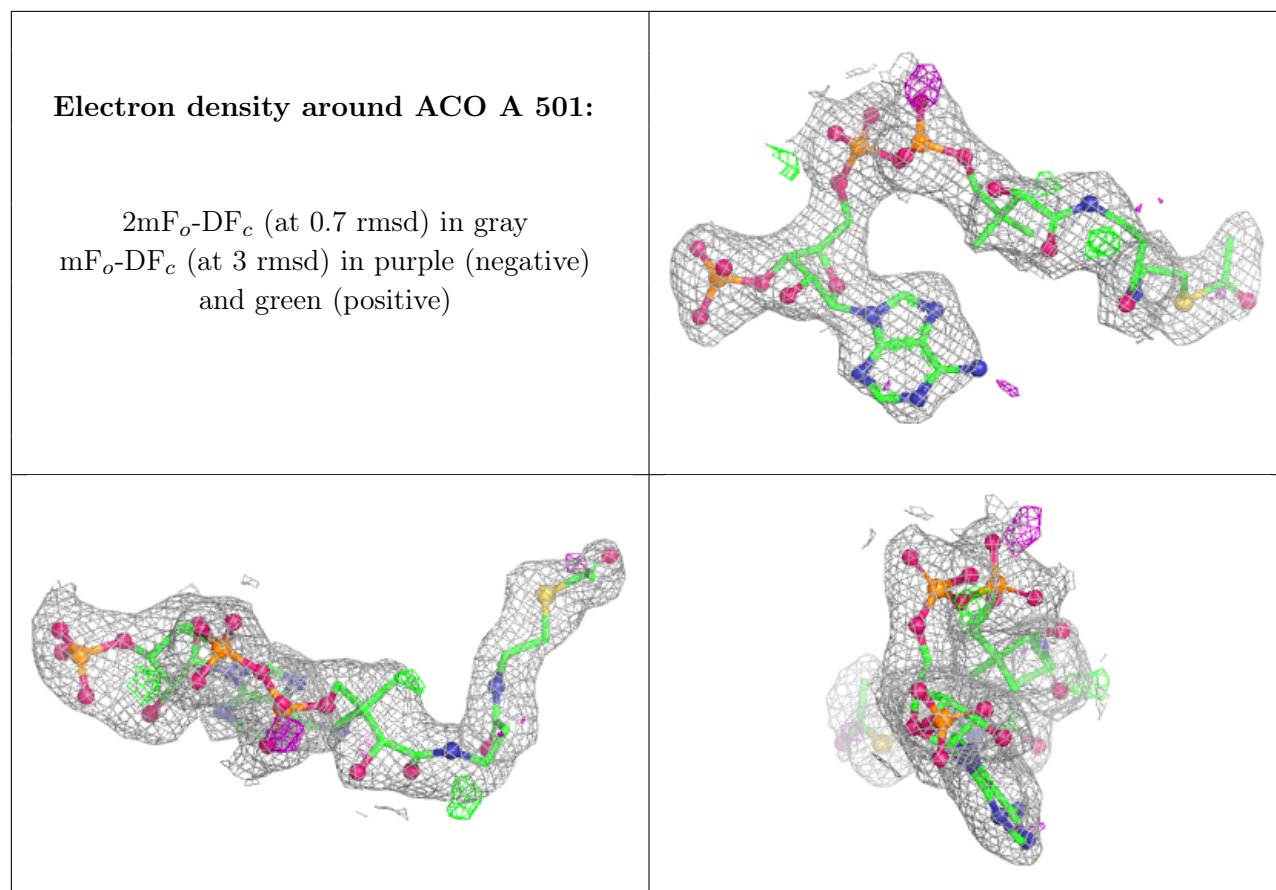 Electron density around ACO A 501:
2mFo-DFc (at 0.7 rmsd) in gray
mFo-DFc (at 3 rmsd) in purple (negative)
and green (positive)